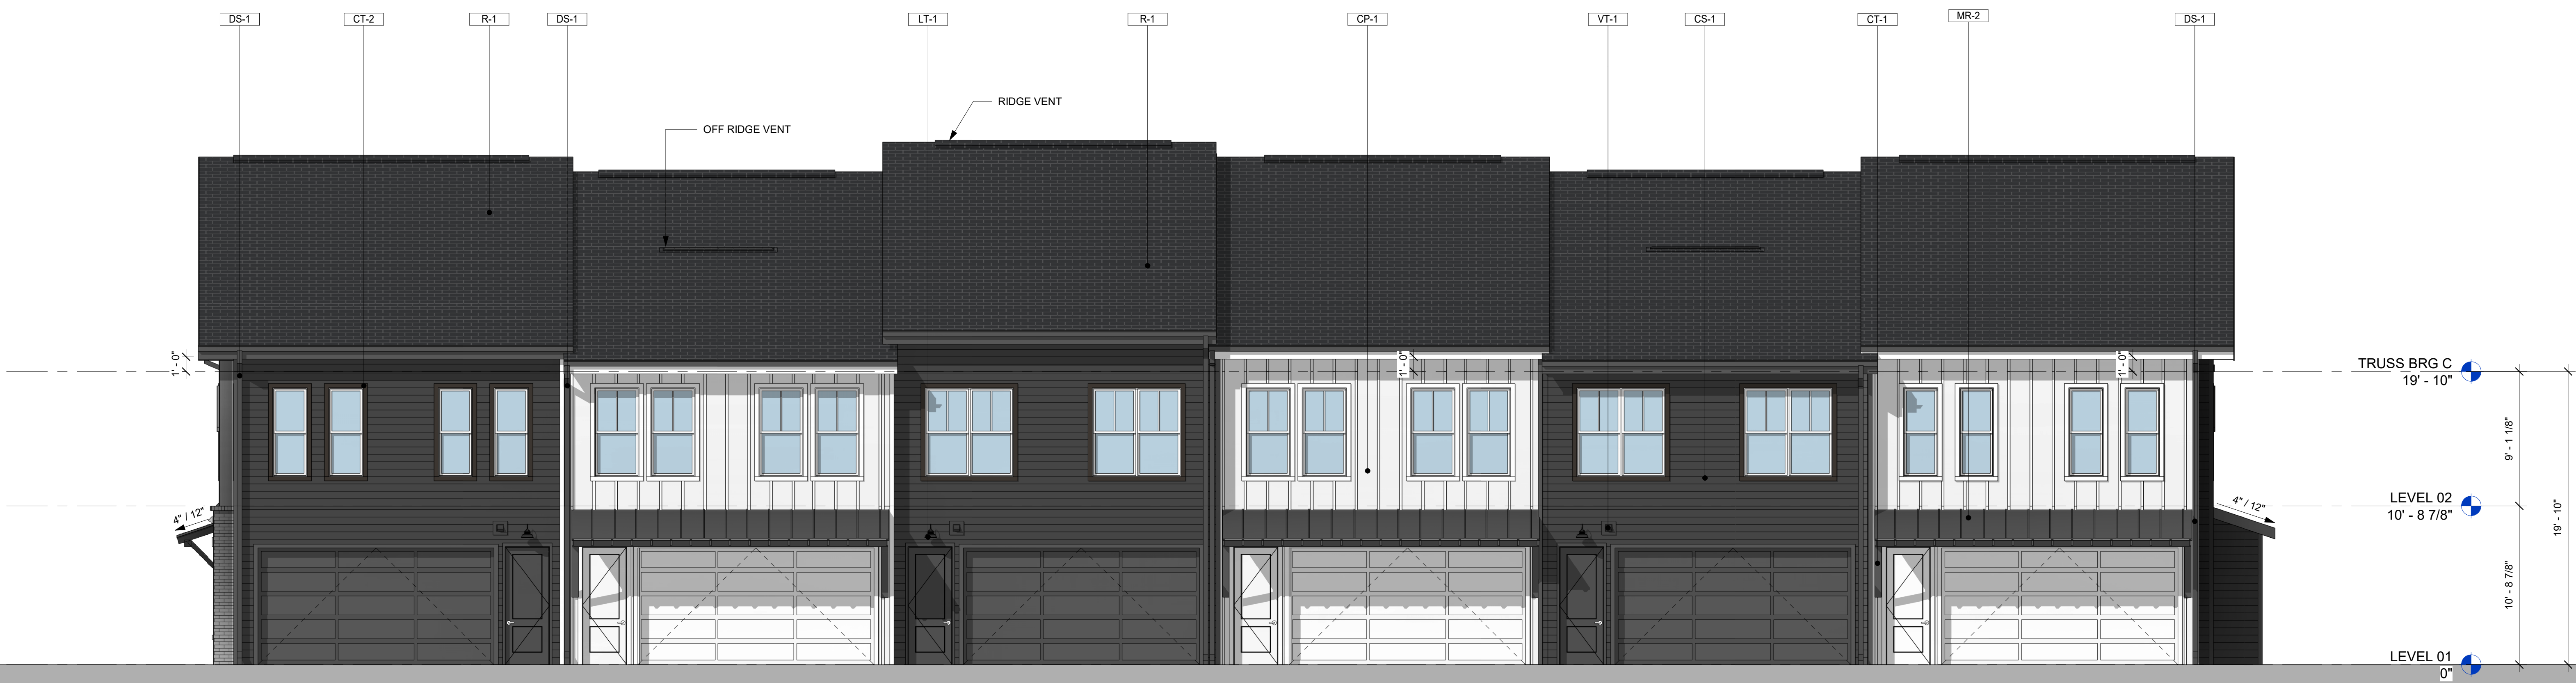 DS-1
CT-2
R-1
DS-1
LT-1
R-1
CP-1
VT-1
CS-1
CT-1
MR-2
DS-1
RIDGE VENT
OFF RIDGE VENT
1' - 0"
1' - 0"
1' - 0"
TRUSS BRG C
19' - 10"
9' - 1 1/8"
LEVEL 02
10' - 8 7/8"
4" / 12"
4" / 12"
19' - 10"
10' - 8 7/8"
LEVEL 01
0"